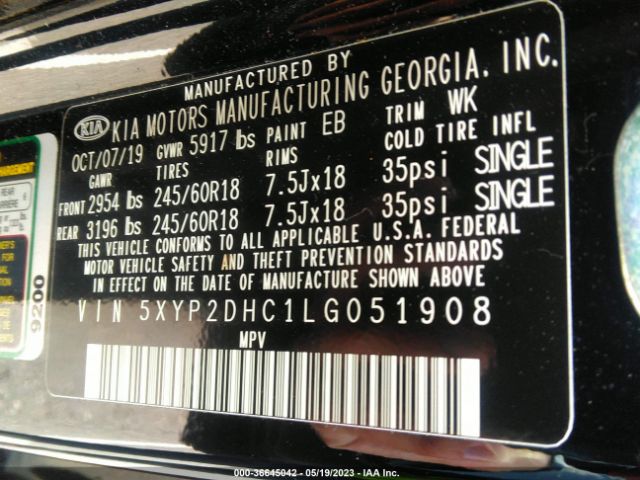 MANUFACTURED BY
KIA KIA MOTORS MANUFACTURING GEORGIA, INC.
OCT/07/19 GVWR 5917 lbs PAINT EB TRIM WK
GAWR TIRES RIMS COLD TIRE INFL
FRONT 2954 lbs 245/60R18 7.5Jx18 35psi SINGLE
REAR 3196 lbs 245/60R18 7.5Jx18 35psi SINGLE
THIS VEHICLE CONFORMS TO ALL APPLICABLE U.S.A. FEDERAL
MOTOR VEHICLE SAFETY AND THEFT PREVENTION STANDARDS
IN EFFECT ON THE DATE OF MANUFACTURE SHOWN ABOVE
VIN 5XYP2DHC1LG051908
MPV
REAR
9200
000-36645042 - 05/19/2023 - IAA Inc.